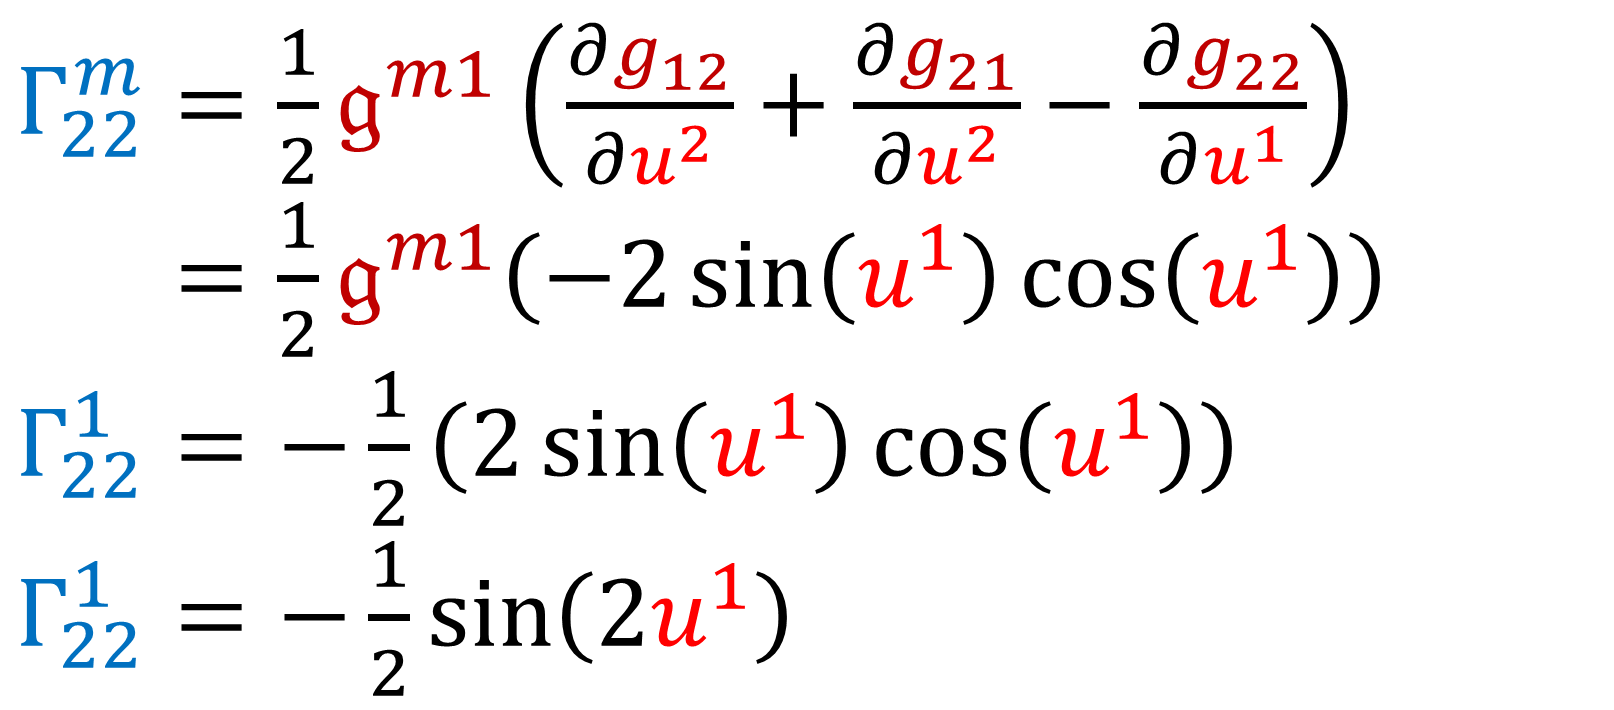 Γ^m_22 = 1/2 𝔤^m1 (∂g_12/∂u^2 + ∂g_21/∂u^2 − ∂g_22/∂u^1)
= 1/2 𝔤^m1 (−2 sin(u^1) cos(u^1))
Γ^1_22 = − 1/2 (2 sin(u^1) cos(u^1))
Γ^1_22 = − 1/2 sin(2u^1)